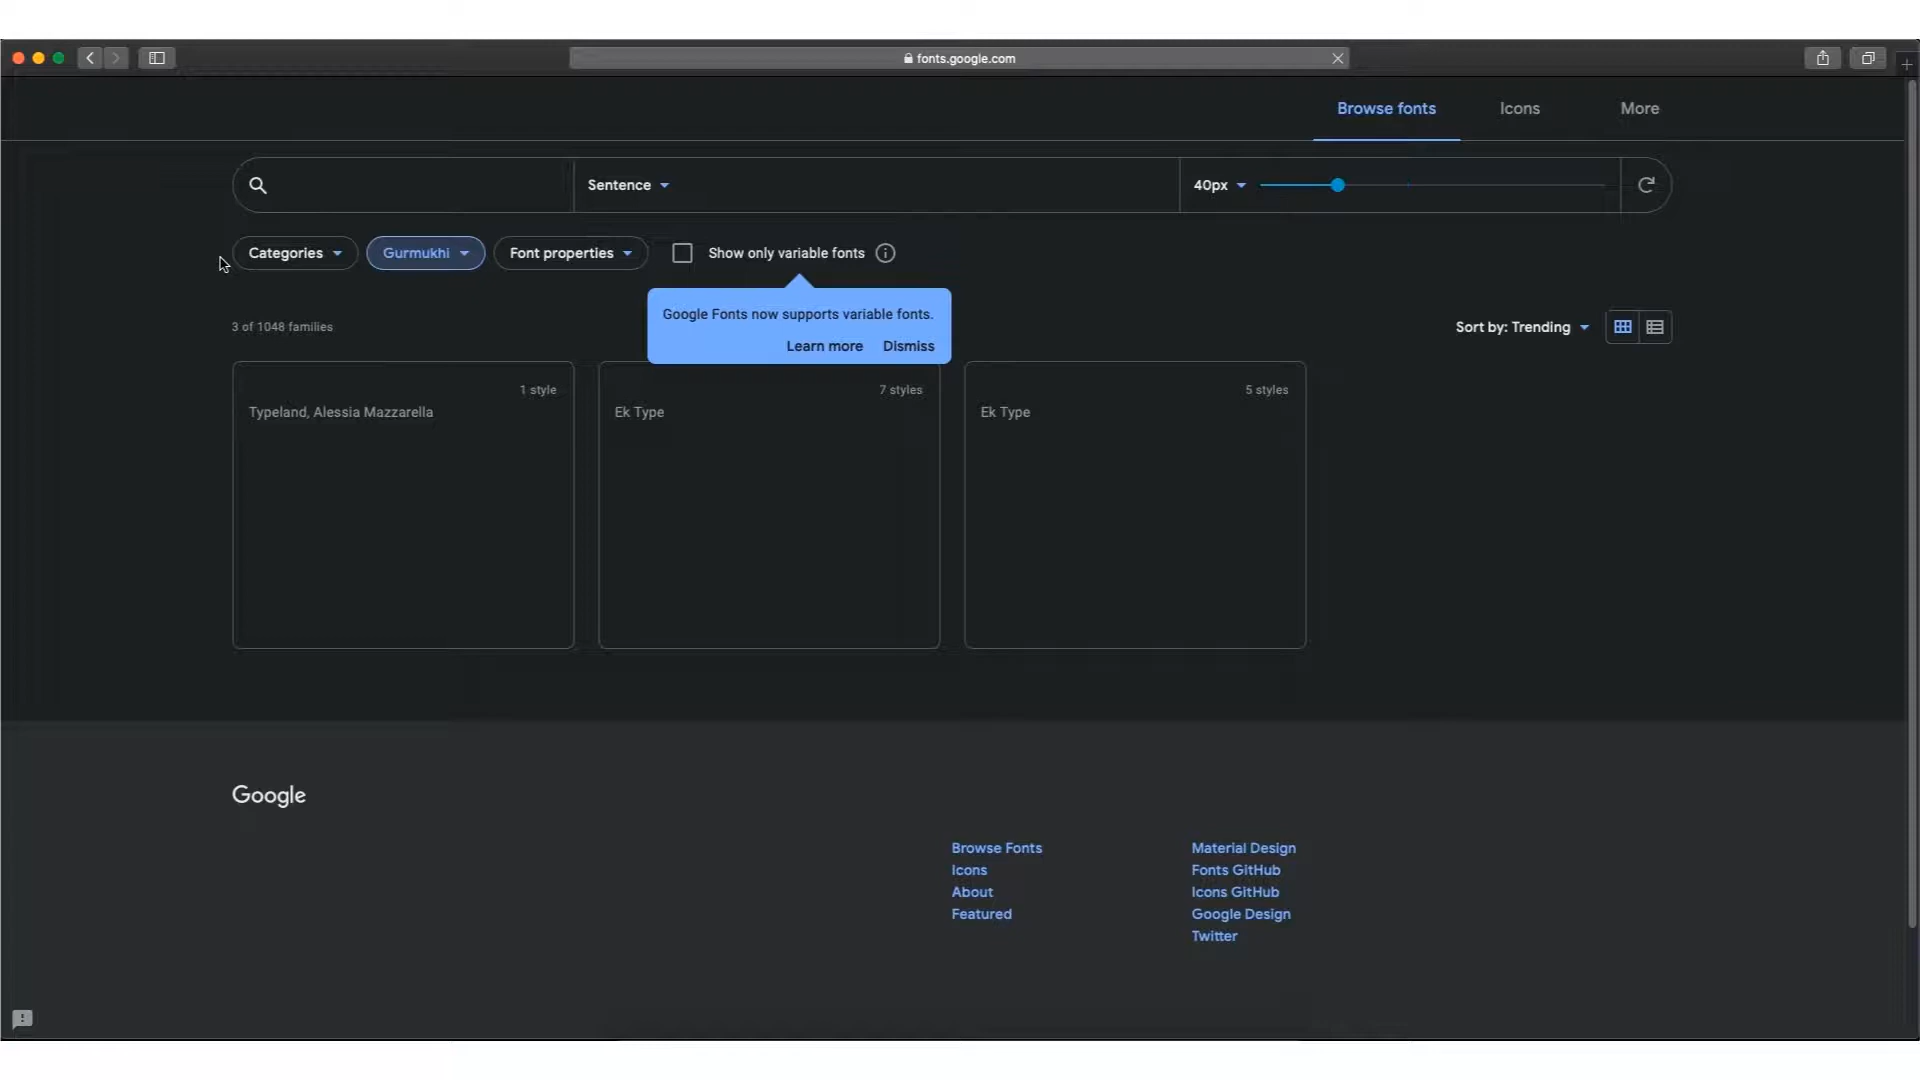 fonts.google.com
Browse fonts
Icons
More
Sentence
40px
Categories
Gurmukhi
Font properties
Show only variable fonts
Google Fonts now supports variable fonts.
Learn more Dismiss
3 of 1048 families
Sort by: Trending
1 style
Typeland, Alessia Mazzarella
7 styles
Ek Type
5 styles
Ek Type
Google
Browse Fonts
Icons
About
Featured
Material Design
Fonts GitHub
Icons GitHub
Google Design
Twitter